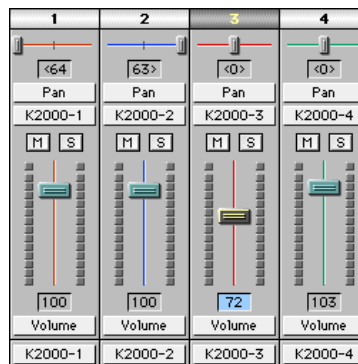 1 2 3 4
<64 63> <0> <0>
Pan Pan Pan Pan
K2000-1 K2000-2 K2000-3 K2000-4
M S M S M S M S
100 100 72 103
Volume Volume Volume Volume
K2000-1 K2000-2 K2000-3 K2000-4